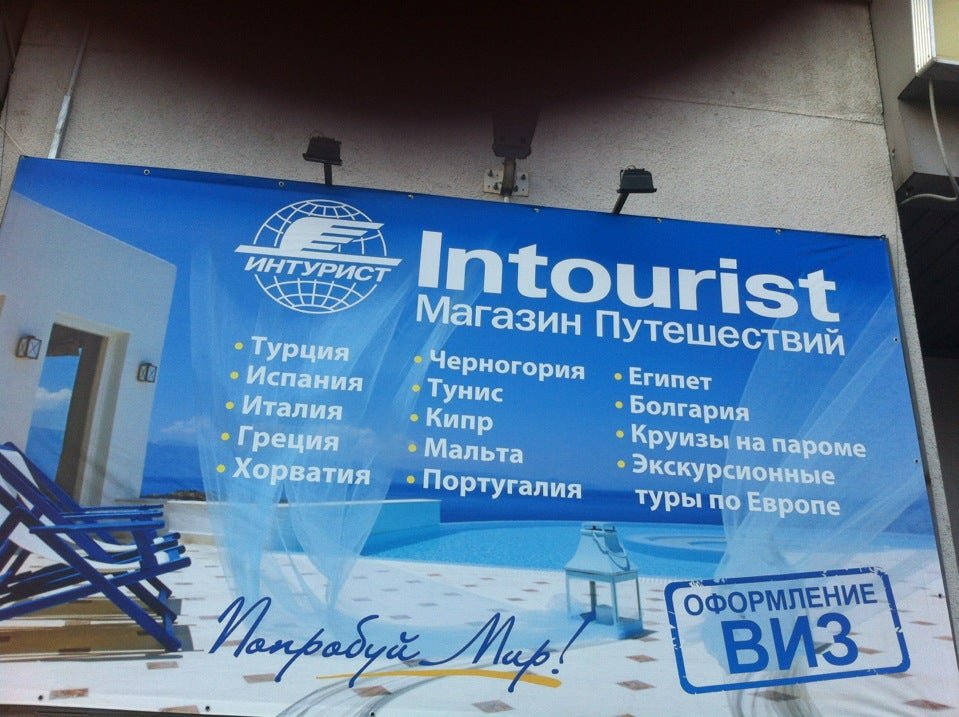 ИНТУРИСТ
Intourist
Магазин Путешествий
• Турция
• Испания
• Италия
• Греция
• Хорватия
• Черногория
• Тунис
• Кипр
• Мальта
• Португалия
• Египет
• Болгария
• Круизы на пароме
• Экскурсионные
туры по Европе
Попробуй Мир!
ОФОРМЛЕНИЕ
ВИЗ